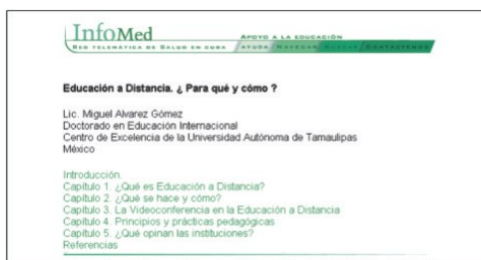 InfoMed
APOYO A LA EDUCACIÓN
RED TELEMÁTICA DE SALUD EN CUBA
AYUDA NAVEGAR BUSCAR CONTÁCTENOS
Educación a Distancia. ¿ Para qué y cómo ?
Lic. Miguel Alvarez Gómez
Doctorado en Educación Internacional
Centro de Excelencia de la Universidad Autónoma de Tamaulipas
México
Introducción.
Capítulo 1. ¿Qué es Educación a Distancia?
Capítulo 2. ¿Qué se hace y cómo?
Capítulo 3. La Videoconferencia en la Educación a Distancia
Capítulo 4. Principios y prácticas pedagógicas
Capítulo 5. ¿Qué opinan las instituciones?
Referencias